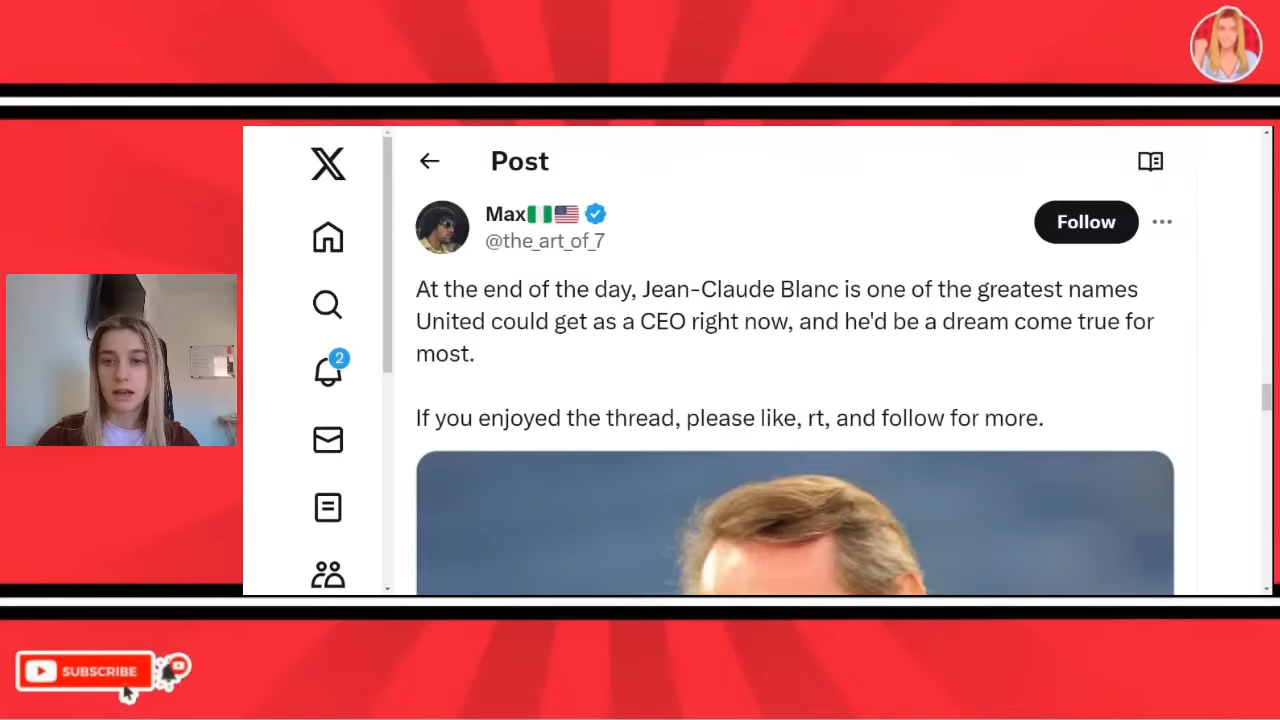 Post
Max
@the_art_of_7
Follow
At the end of the day, Jean-Claude Blanc is one of the greatest names
United could get as a CEO right now, and he'd be a dream come true for
most.
If you enjoyed the thread, please like, rt, and follow for more.
2
SUBSCRIBE